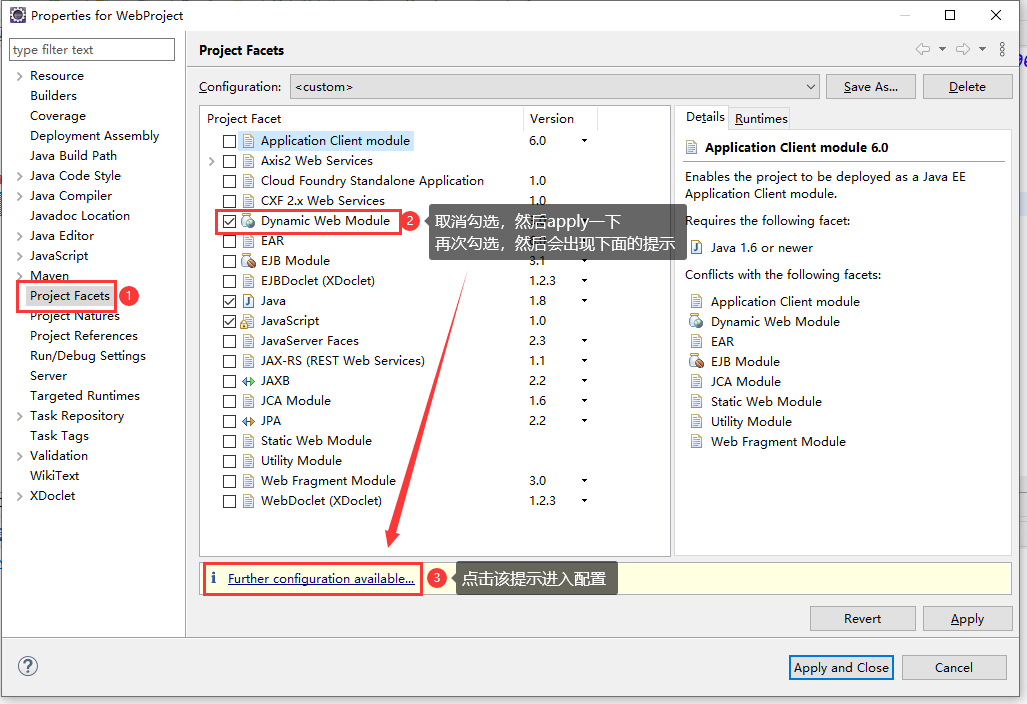 Properties for WebProject
type filter text
Resource
Builders
Coverage
Deployment Assembly
Java Build Path
Java Code Style
Java Compiler
Javadoc Location
Java Editor
JavaScript
Maven
Project Facets
1
Project Natures
Project References
Run/Debug Settings
Server
Targeted Runtimes
Task Repository
Task Tags
Validation
WikiText
XDoclet
Project Facets
Configuration: <custom> Save As... Delete
Project Facet Version
Application Client module 6.0
Axis2 Web Services
Cloud Foundry Standalone Application 1.0
CXF 2.x Web Services 1.0
Dynamic Web Module
2
取消勾选，然后apply一下
再次勾选，然后会出现下面的提示
EAR
EJB Module 3.1
EJBDoclet (XDoclet) 1.2.3
Java 1.8
JavaScript 1.0
JavaServer Faces 2.3
JAX-RS (REST Web Services) 1.1
JAXB 2.2
JCA Module 1.6
JPA 2.2
Static Web Module
Utility Module
Web Fragment Module 3.0
WebDoclet (XDoclet) 1.2.3
Details Runtimes
Application Client module 6.0
Enables the project to be deployed as a Java EE
Application Client module.
Requires the following facet:
Java 1.6 or newer
Conflicts with the following facets:
Application Client module
Dynamic Web Module
EAR
EJB Module
JCA Module
Static Web Module
Utility Module
Web Fragment Module
i Further configuration available...
3
点击该提示进入配置
Revert Apply
? Apply and Close Cancel